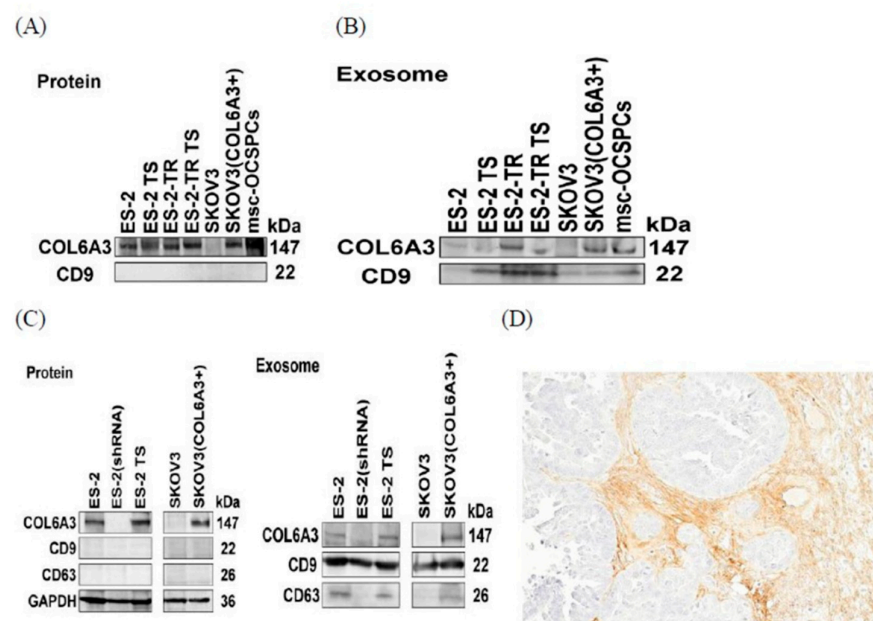 (A)
Protein
ES-2
ES-2 TS
ES-2-TR
ES-2-TR TS
SKOV3
SKOV3(COL6A3+)
msc-OCSPCs
kDa
COL6A3 147
CD9 22
(B)
Exosome
ES-2
ES-2 TS
ES-2-TR
ES-2-TR TS
SKOV3
SKOV3(COL6A3+)
msc-OCSPCs
kDa
COL6A3 147
CD9 22
(C)
Protein
ES-2
ES-2(shRNA)
ES-2 TS
SKOV3
SKOV3(COL6A3+)
kDa
COL6A3 147
CD9 22
CD63 26
GAPDH 36
Exosome
ES-2
ES-2(shRNA)
ES-2 TS
SKOV3
SKOV3(COL6A3+)
kDa
COL6A3 147
CD9 22
CD63 26
(D)